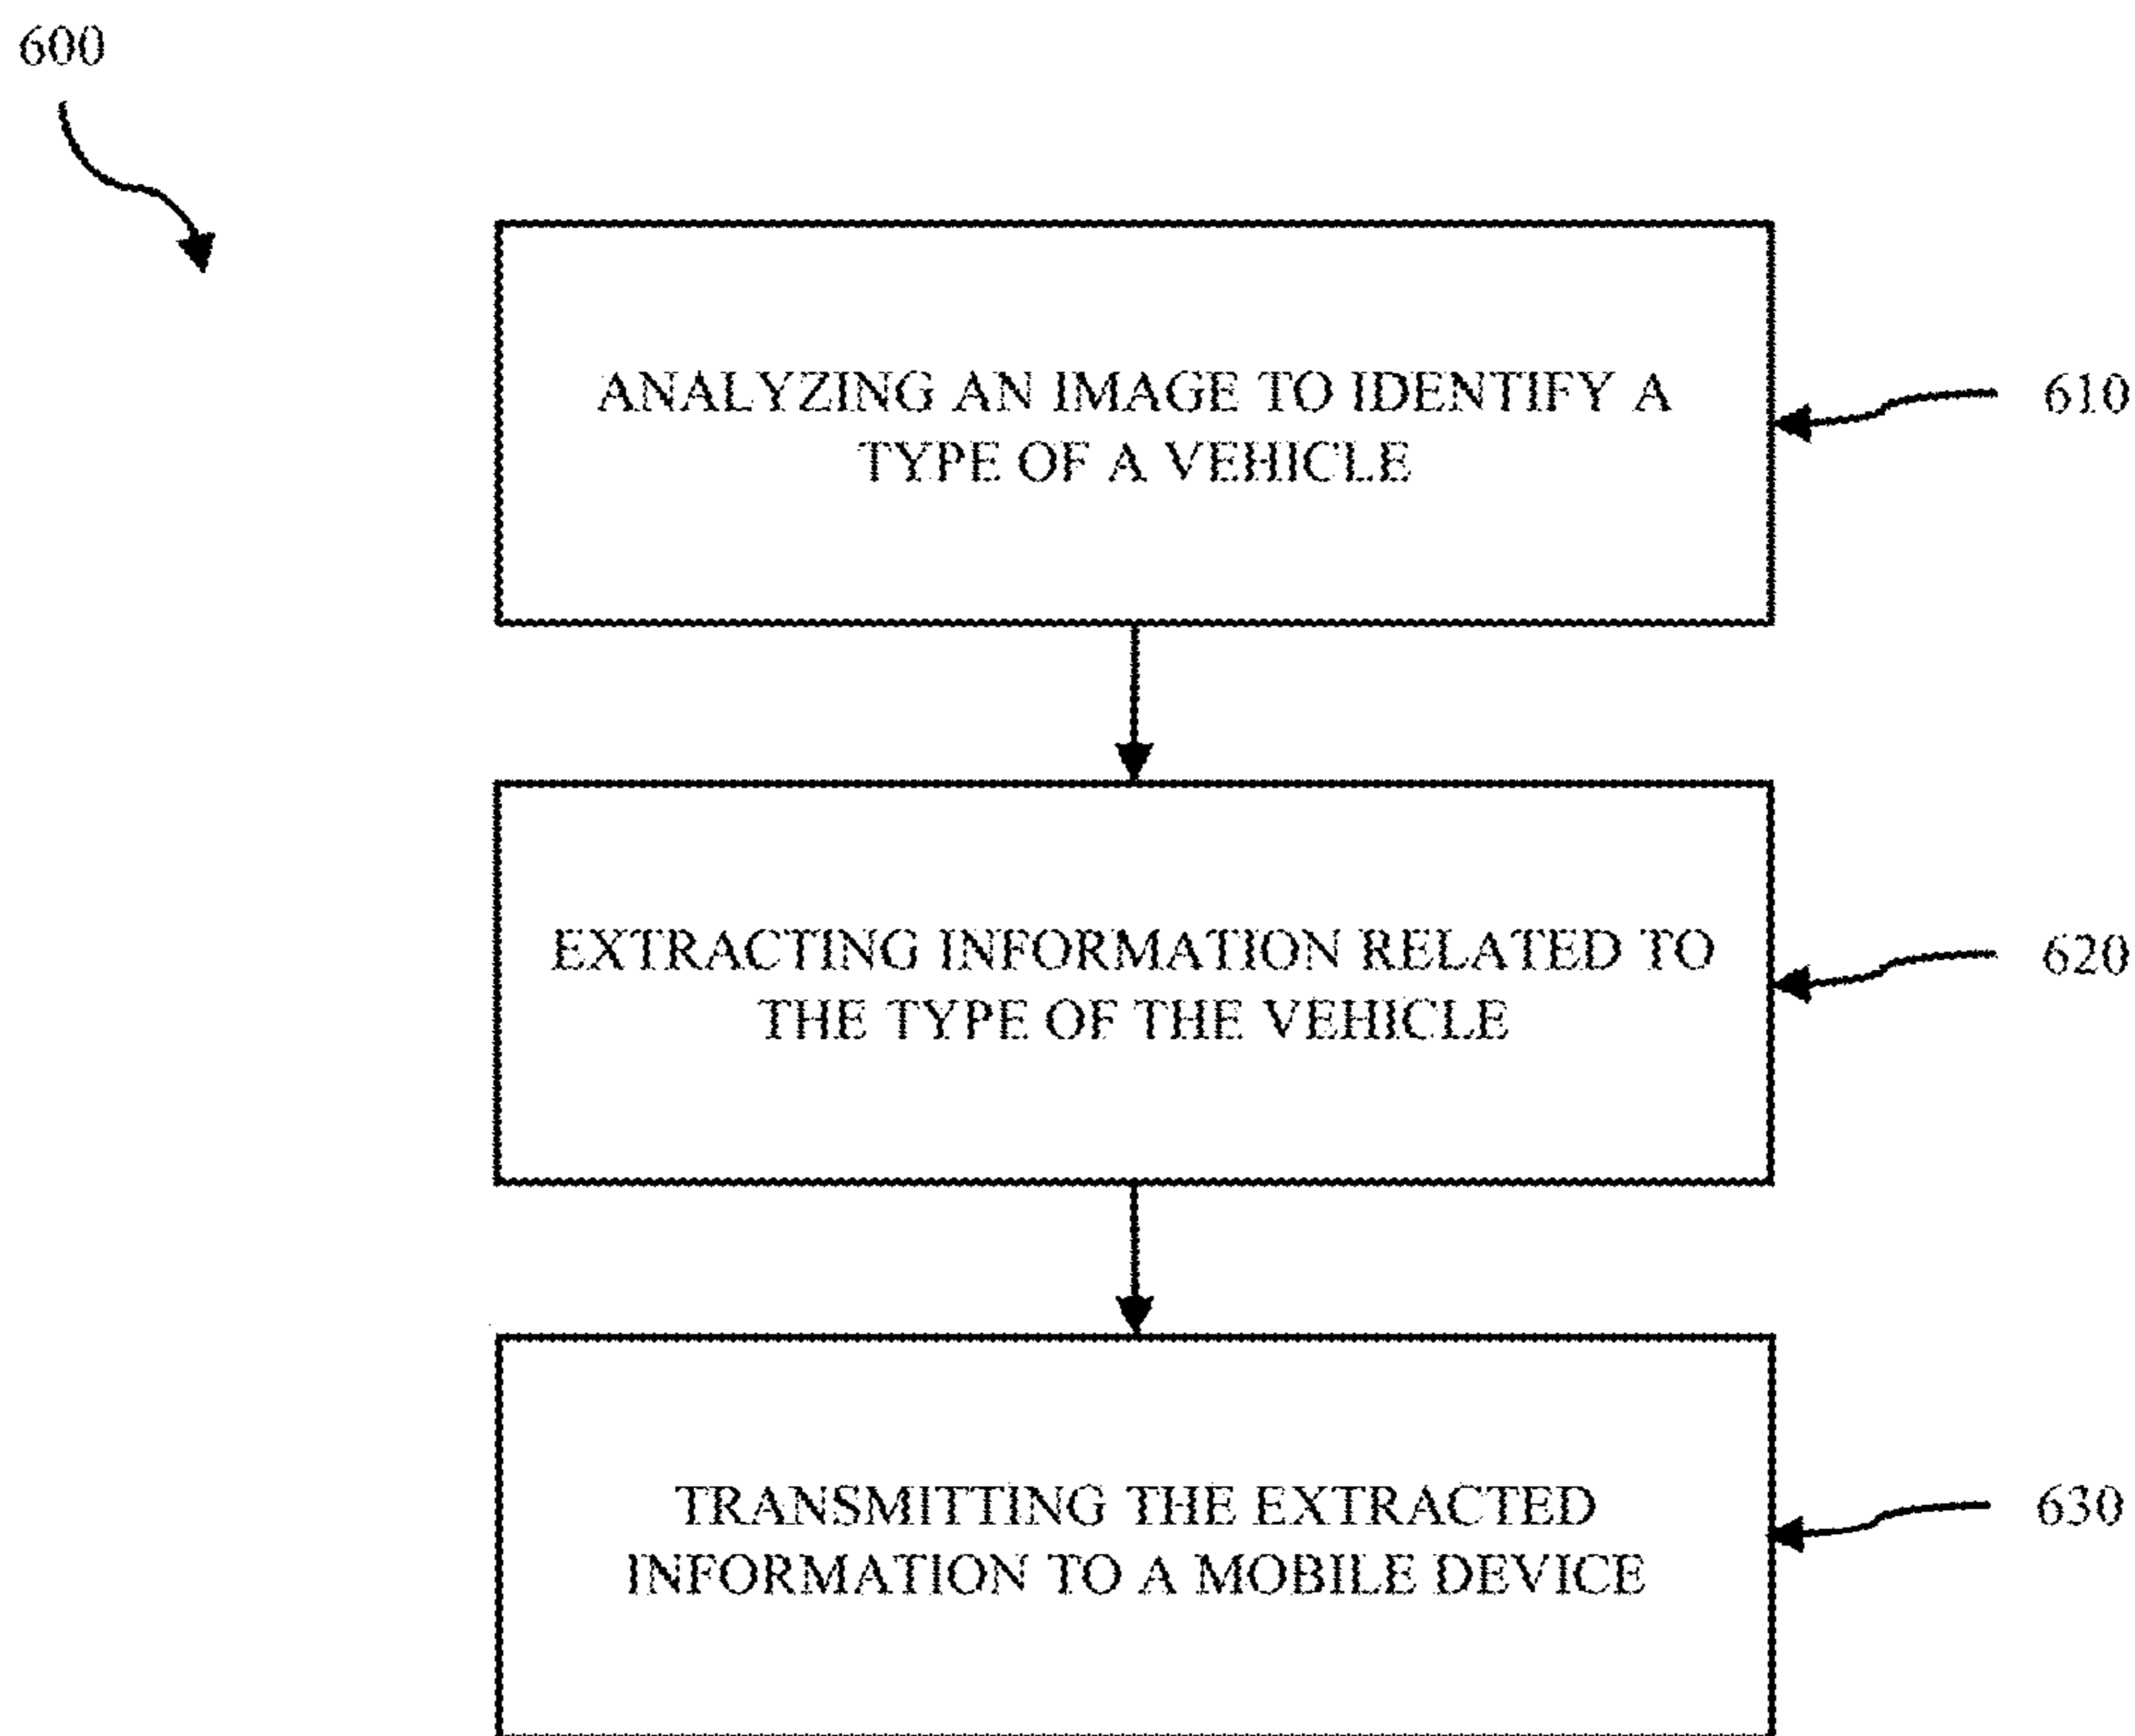 600
ANALYZING AN IMAGE TO IDENTIFY A
TYPE OF A VEHICLE
610
EXTRACTING INFORMATION RELATED TO
THE TYPE OF THE VEHICLE
620
TRANSMITTING THE EXTRACTED
INFORMATION TO A MOBILE DEVICE
630